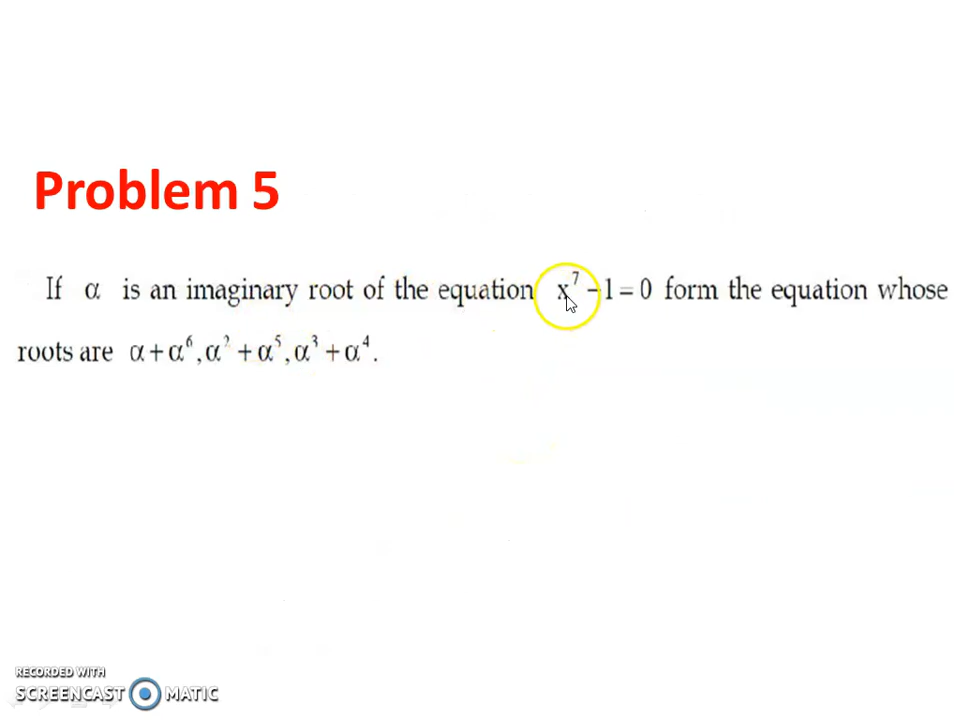 Problem 5
If α is an imaginary root of the equation x⁷ − 1 = 0 form the equation whose
roots are α + α⁶, α² + α⁵, α³ + α⁴.
RECORDED WITH
SCREENCAST MATIC